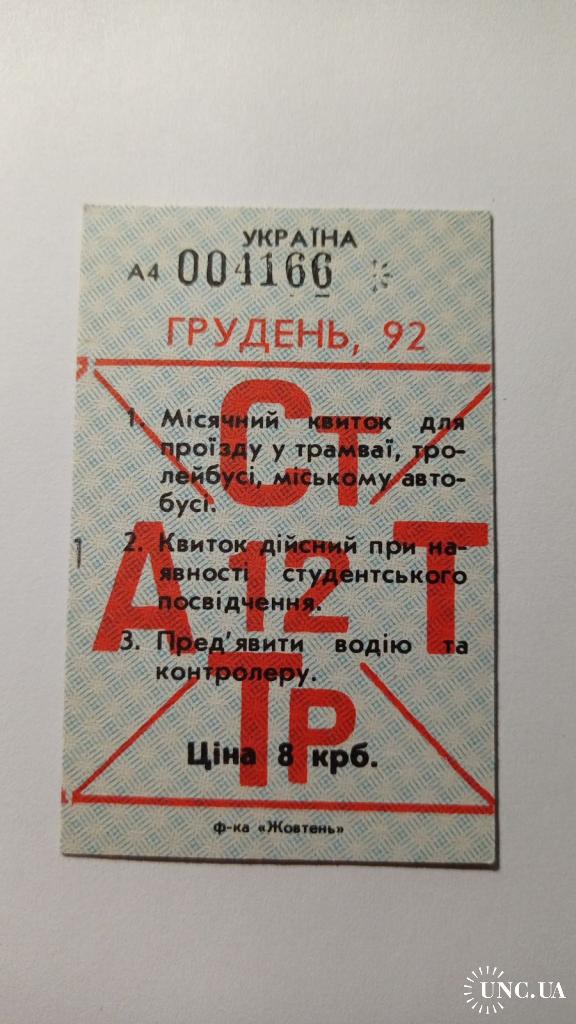 УКРАЇНА
А4 004166
ГРУДЕНЬ, 92
Ст
1. Місячний квиток для
проїзду у трамваї, тро-
лейбусі, міському авто-
бусі.
А 12 Т
2. Квиток дійсний при на-
явності студентського
посвідчення.
3. Пред'явити водію та
контролеру.
Тр
Ціна 8 крб.
ф-ка «Жовтень»
UNC.UA